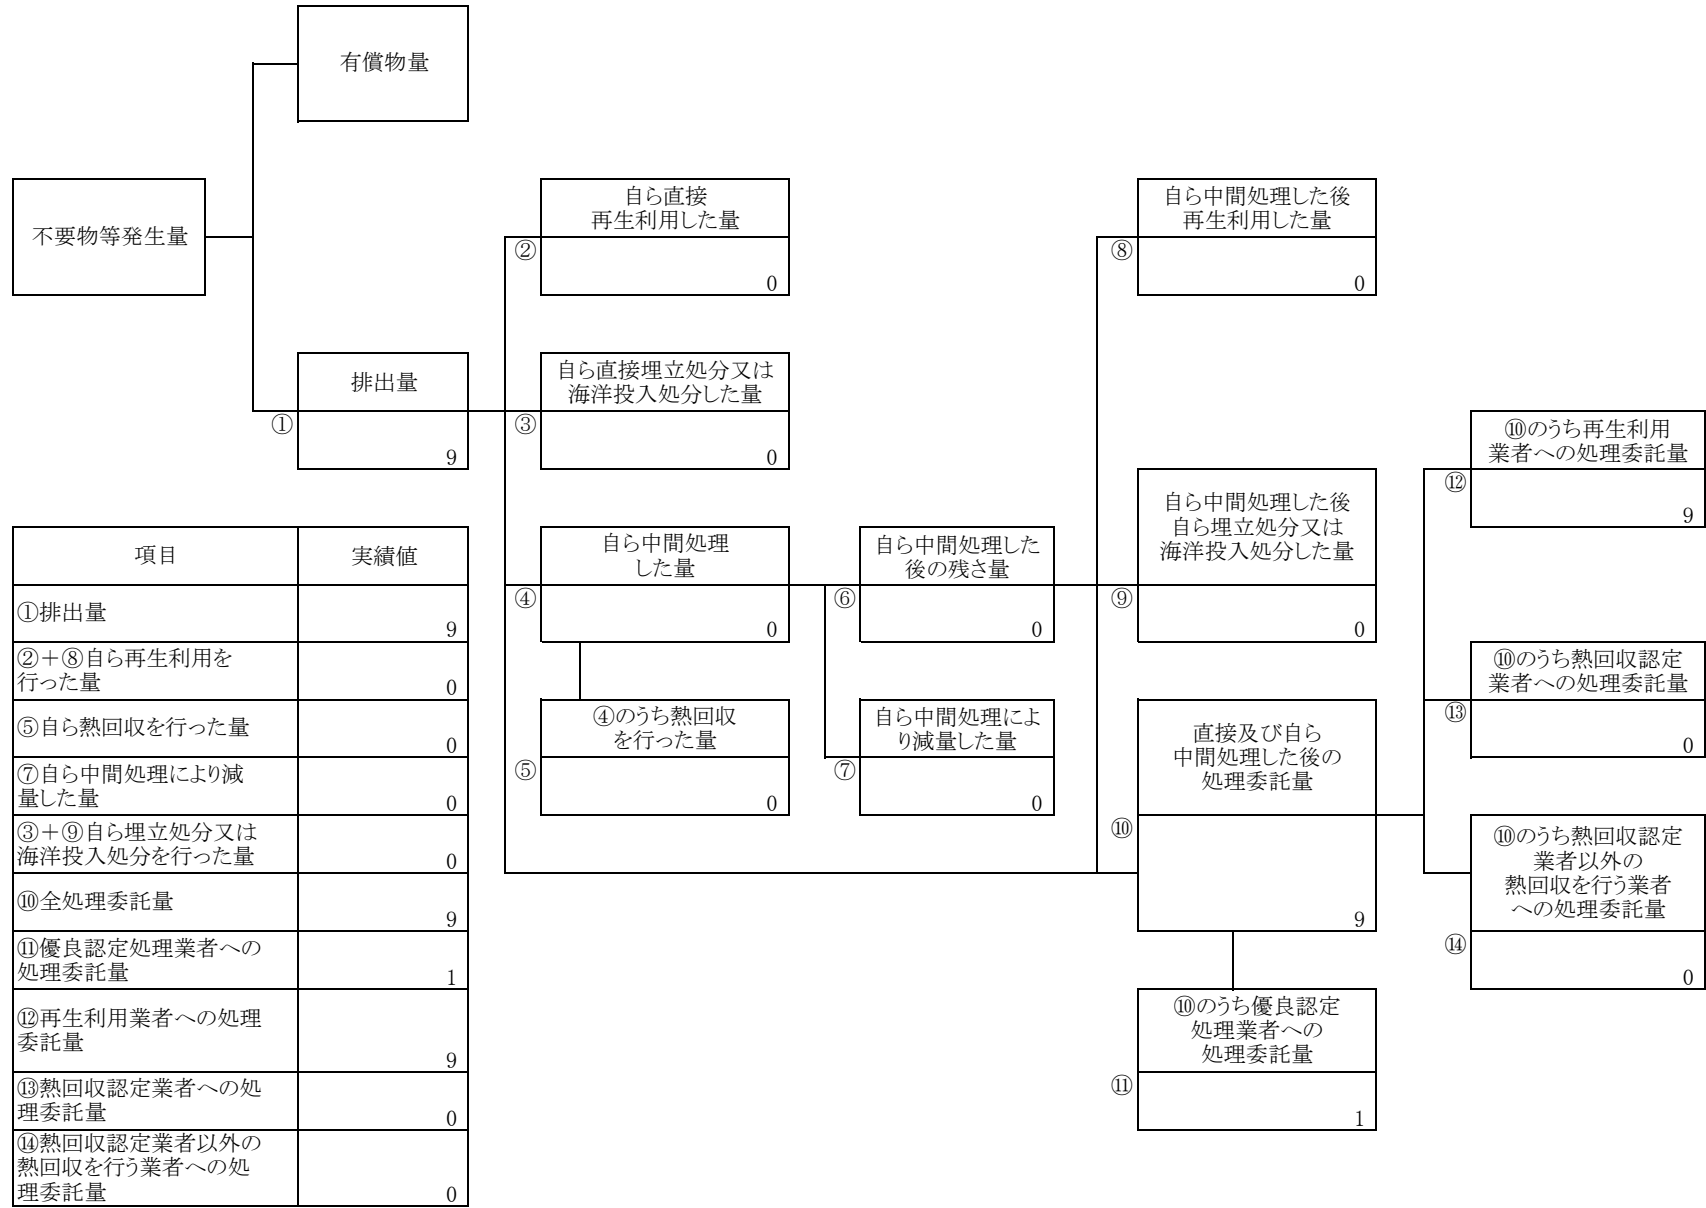 有償物量
不要物等発生量
自ら直接
再生利用した量
②
0
自ら中間処理した後
再生利用した量
⑧
0
排出量
①
9
自ら直接埋立処分又は
海洋投入処分した量
③
0
⑩のうち再生利用
業者への処理委託量
⑫
9
自ら中間処理した後
自ら埋立処分又は
海洋投入処分した量
⑨
0
自ら中間処理
した量
④
0
自ら中間処理した
後の残さ量
⑥
0
⑩のうち熱回収認定
業者への処理委託量
⑬
0
④のうち熱回収
を行った量
⑤
0
自ら中間処理によ
り減量した量
⑦
0
直接及び自ら
中間処理した後の
処理委託量
⑩
9
⑩のうち熱回収認定
業者以外の
熱回収を行う業者
への処理委託量
⑭
0
⑩のうち優良認定
処理業者への
処理委託量
⑪
1
項目 実績値
①排出量
9
②＋⑧自ら再生利用を
行った量 0
⑤自ら熱回収を行った量
0
⑦自ら中間処理により減
量した量 0
③＋⑨自ら埋立処分又は
海洋投入処分を行った量 0
⑩全処理委託量
9
⑪優良認定処理業者への
処理委託量 1
⑫再生利用業者への処理
委託量
9
⑬熱回収認定業者への処
理委託量 0
⑭熱回収認定業者以外の
熱回収を行う業者への処
理委託量 0